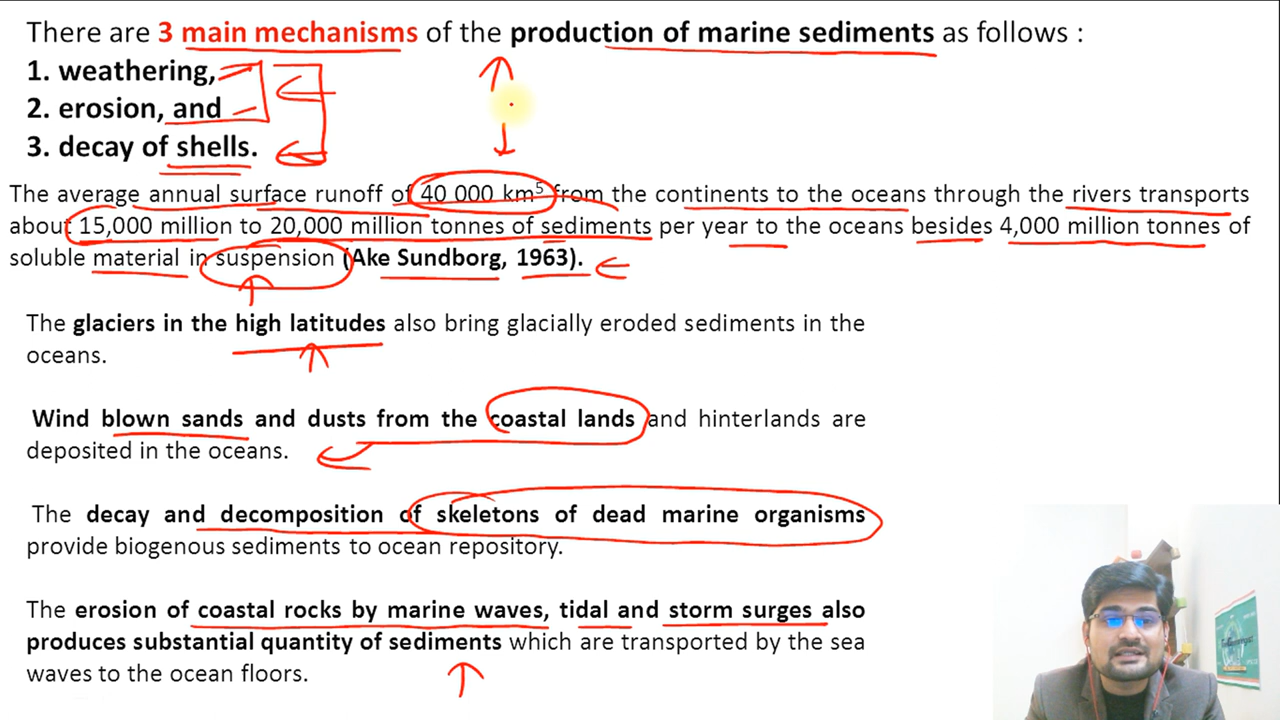 There are 3 main mechanisms of the production of marine sediments as follows :
1. weathering,
2. erosion, and
3. decay of shells.
The average annual surface runoff of 40 000 km⁵ from the continents to the oceans through the rivers transports
about 15,000 million to 20,000 million tonnes of sediments per year to the oceans besides 4,000 million tonnes of
soluble material in suspension (Ake Sundborg, 1963).
The glaciers in the high latitudes also bring glacially eroded sediments in the
oceans.
Wind blown sands and dusts from the coastal lands and hinterlands are
deposited in the oceans.
The decay and decomposition of skeletons of dead marine organisms
provide biogenous sediments to ocean repository.
The erosion of coastal rocks by marine waves, tidal and storm surges also
produces substantial quantity of sediments which are transported by the sea
waves to the ocean floors.